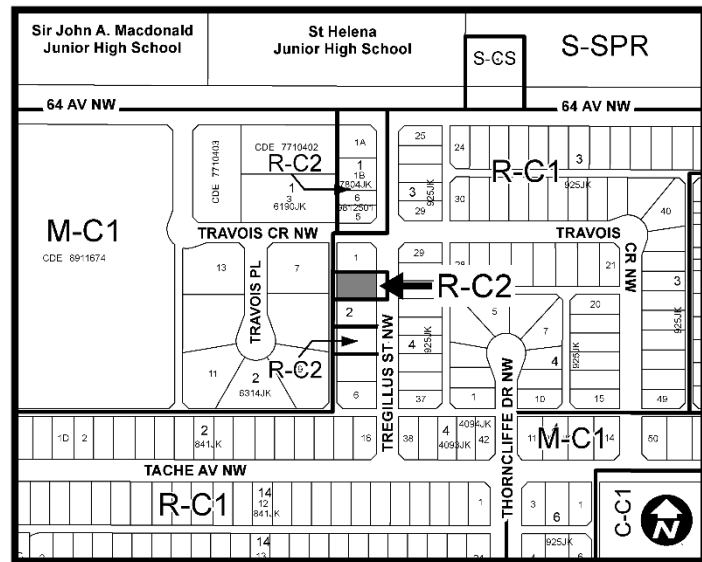 Sir John A. Macdonald
Junior High School
St Helena
Junior High School
S-CS
S-SPR
64 AV NW
64 AV NW
CDE 7710403
CDE 7710402
R-C2
1
3
6190JK
1A
1
1B
7804JK
6
9812501
5
25
3
925JK
29
24
R-C1
3
925JK
30
40
M-C1
CDE 8911674
TRAVOIS CR NW
TRAVOIS
CR NW
13
7
TRAVOIS PL
1
29
28
21
3
925JK
R-C2
2
5
7
20
R-C2
4
925JK
4
925JK
11
2
6314JK
6
37
1
10
15
49
TREGILLUS ST NW
THORNCLIFFE DR NW
1D
2
2
841JK
16
38
4
4093JK
4094JK
42
11
M-C1
14
50
TACHE AV NW
R-C1
14
12
841JK
14
13
1
3
6
1
925JK
C-C1
N